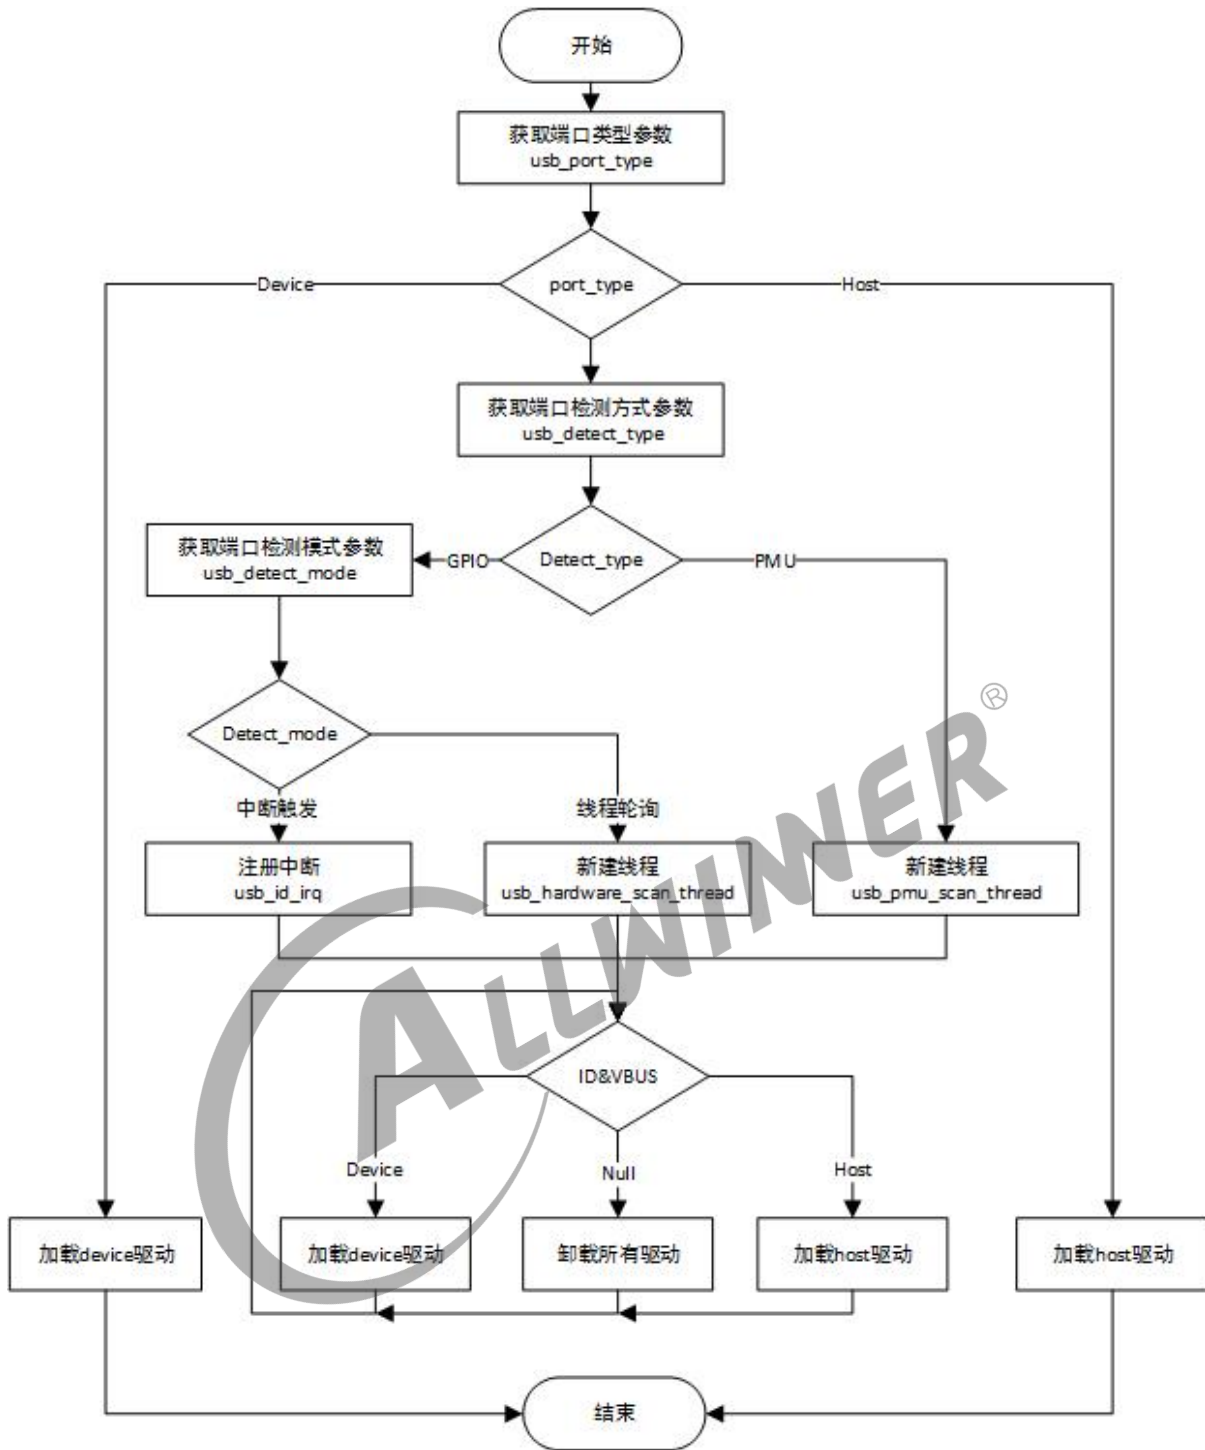 开始
获取端口类型参数
usb_port_type
port_type
Device
Host
获取端口检测方式参数
usb_detect_type
Detect_type
GPIO
PMU
获取端口检测模式参数
usb_detect_mode
Detect_mode
中断触发
线程轮询
注册中断
usb_id_irq
新建线程
usb_hardware_scan_thread
新建线程
usb_pmu_scan_thread
ALLWINNER®
ID&VBUS
Device
Null
Host
加载device驱动
加载device驱动
卸载所有驱动
加载host驱动
加载host驱动
结束